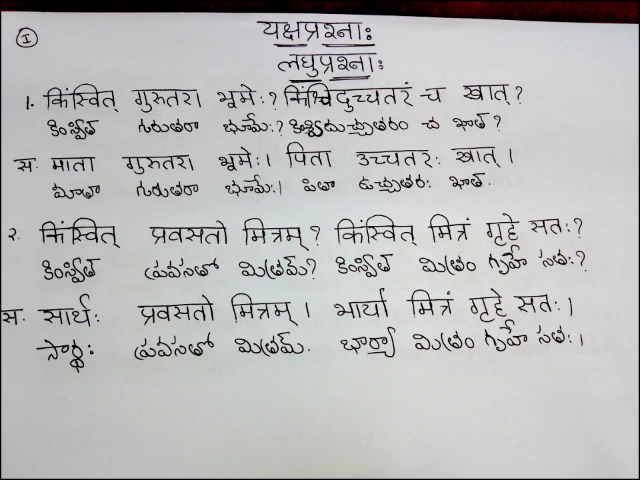 I
यक्षप्रश्नाः
लघुप्रश्नाः
1. किंस्वित् गुरुतरा भूमेः? किंस्विदुच्चतरं च खात्?
కింస్విత్ గురుతరా భూమేః? కింస్విదుచ్చతరం చ ఖాత్?
सः माता गुरुतरा भूमेः। पिता उच्चतरः खात्।
మాతా గురుతరా భూమేః। పితా ఉచ్చతరః ఖాత్.
२. किंस्वित् प्रवसतो मित्रम्? किंस्वित् मित्रं गृहे सतः?
కింస్విత్ ప్రవసతో మిత్రమ్? కింస్విత్ మిత్రం గృహే సతః?
सः सार्थः प्रवसतो मित्रम्। भार्या मित्रं गृहे सतः।
సార్థః ప్రవసతో మిత్రమ్. భార్యా మిత్రం గృహే సతః।